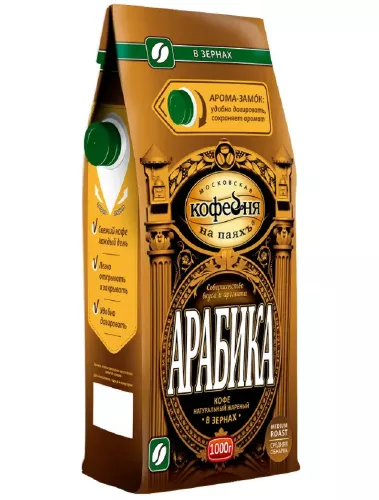 В ЗЕРНАХ
АРОМА-ЗАМОК:
удобно дозировать,
сохраняет аромат
МОСКОВСКАЯ
кофейня
на паяхъ
Совершенство
вкуса и аромата
АРАБИКА
КОФЕ
НАТУРАЛЬНЫЙ ЖАРЕНЫЙ
В ЗЕРНАХ
1000г
MEDIUM
ROAST
СРЕДНЯЯ
ОБЖАРКА
Свежий кофе
каждый день
Легко
открывать
и закрывать
Удобно
дозировать